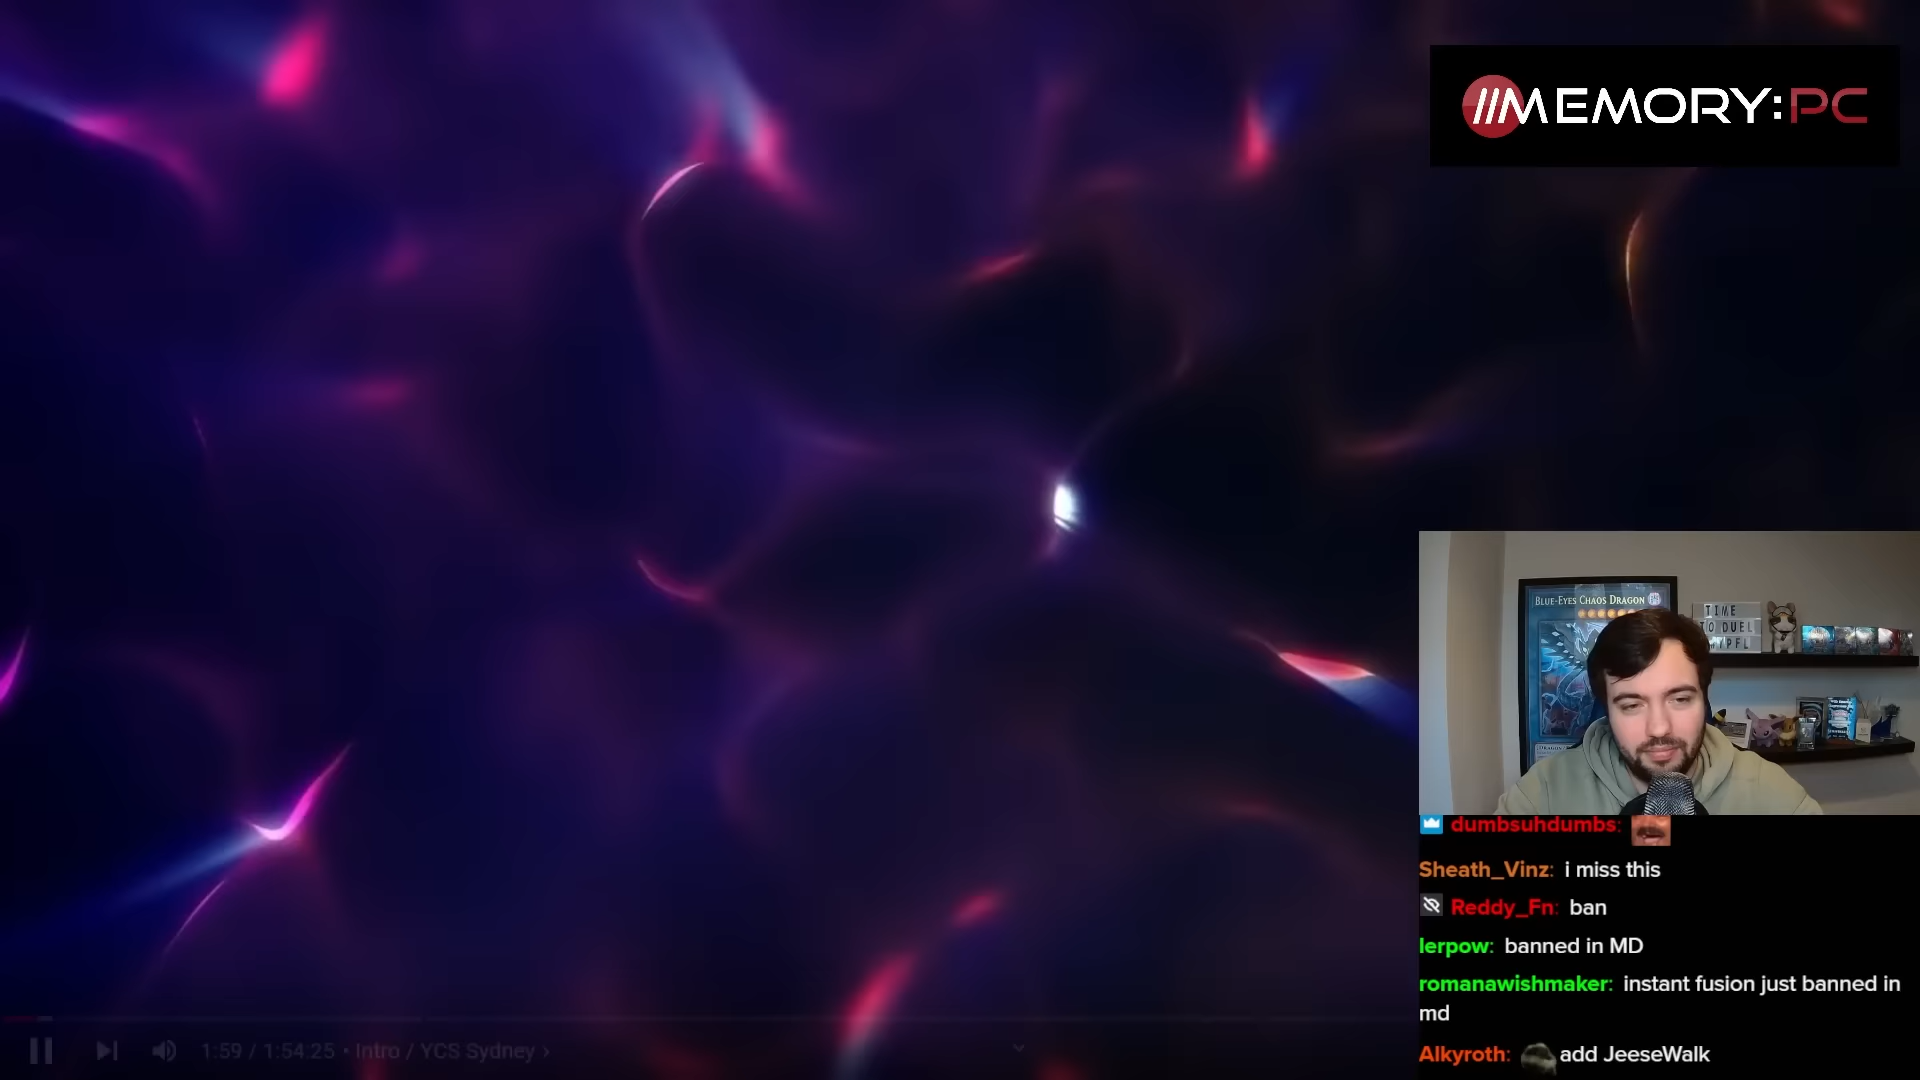 MEMORY:PC
BLUE-EYES CHAOS DRAGON
TIME
TO DUEL
dumbsuhdumbs:
Sheath_Vinz: i miss this
Reddy_Fn: ban
lerpow: banned in MD
romanawishmaker: instant fusion just banned in
md
Alkyroth: add JeeseWalk
1:59 / 1:54:25 • Intro / YCS Sydney